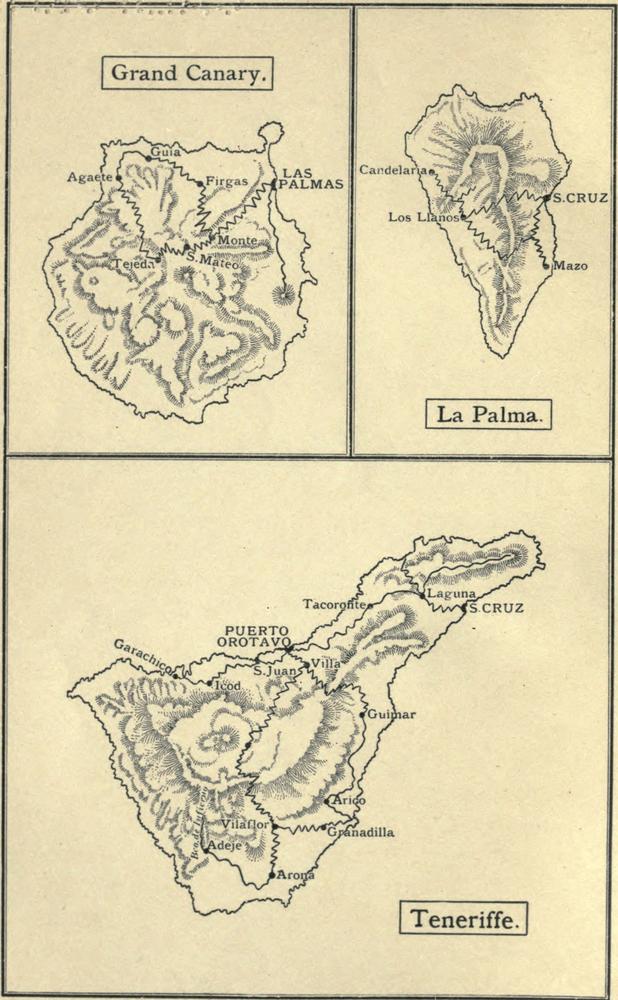 Grand Canary.
Guia
Agaete
Firgas
LAS
PALMAS
Monte
S. Mateo
Tejeda
Candelaria
S. CRUZ
Los Llanos
Mazo
La Palma.
Laguna
Tacoronte
S. CRUZ
PUERTO
OROTAVO
Garachico
S. Juan
Villa
Icod
Guimar
Arico
Vilaflor
Granadilla
Adeje
Arona
Teneriffe.